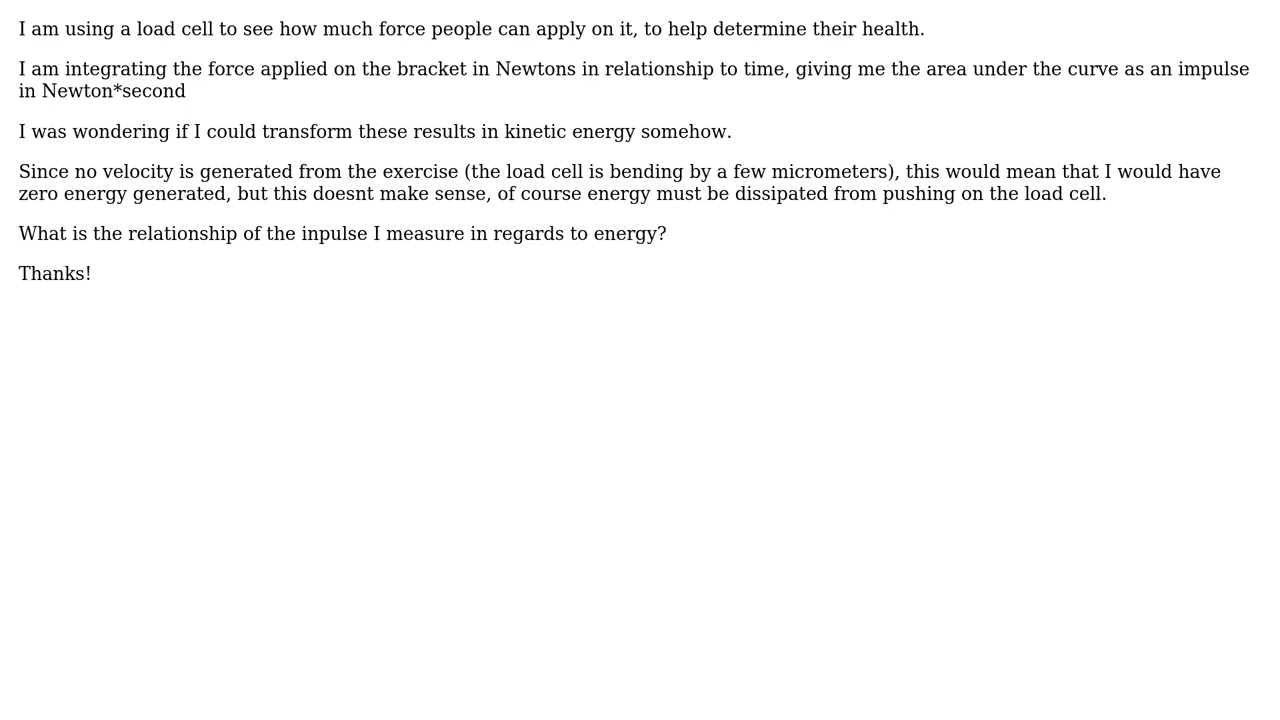 I am using a load cell to see how much force people can apply on it, to help determine their health.
I am integrating the force applied on the bracket in Newtons in relationship to time, giving me the area under the curve as an impulse
in Newton*second
I was wondering if I could transform these results in kinetic energy somehow.
Since no velocity is generated from the exercise (the load cell is bending by a few micrometers), this would mean that I would have
zero energy generated, but this doesnt make sense, of course energy must be dissipated from pushing on the load cell.
What is the relationship of the inpulse I measure in regards to energy?
Thanks!